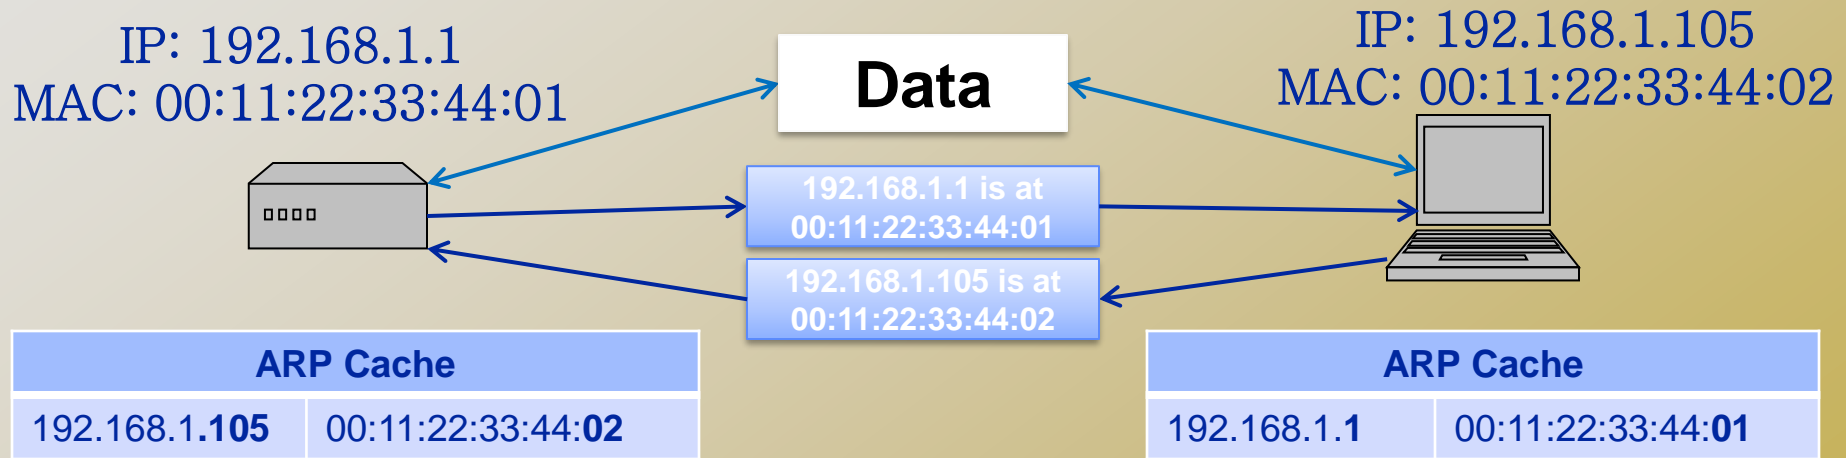 IP: 192.168.1.1
MAC: 00:11:22:33:44:01
Data
IP: 192.168.1.105
MAC: 00:11:22:33:44:02
192.168.1.1 is at
00:11:22:33:44:01
192.168.1.105 is at
00:11:22:33:44:02
ARP Cache
192.168.1.105 00:11:22:33:44:02
ARP Cache
192.168.1.1 00:11:22:33:44:01